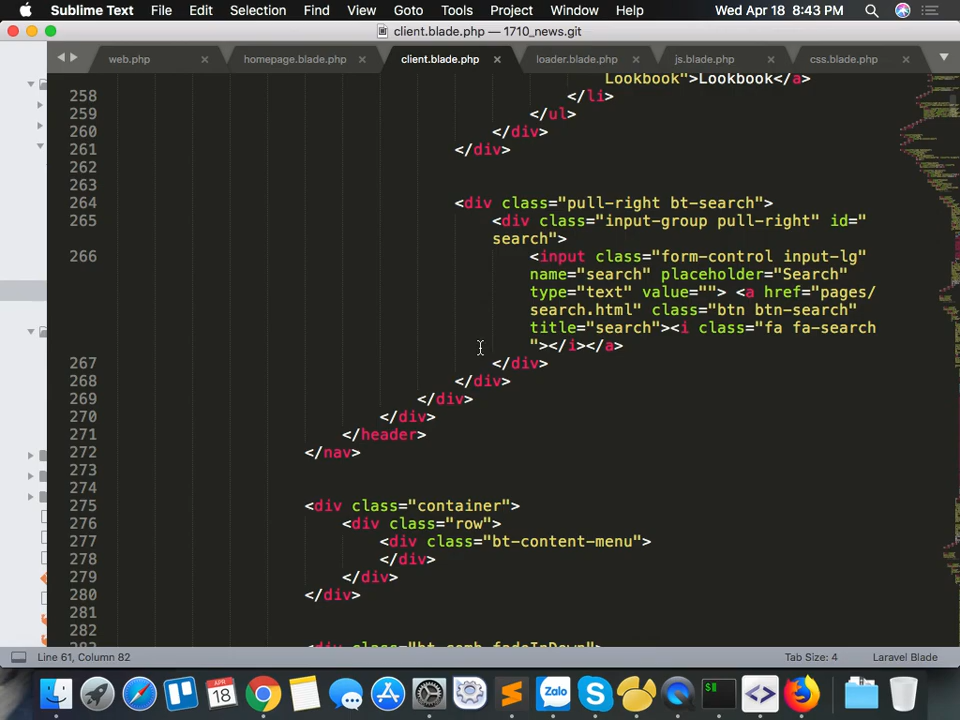 Sublime Text File Edit Selection Find View Goto Tools Project Window Help Wed Apr 18 8:43 PM
client.blade.php — 1710_news.git
web.php × homepage.blade.php × client.blade.php × loader.blade.php × js.blade.php × css.blade.php ×
Lookbook">Lookbook</a>
258 </li>
259 </ul>
260 </div>
261 </div>
262
263
264 <div class="pull-right bt-search">
265 <div class="input-group pull-right" id="
search">
266 <input class="form-control input-lg"
name="search" placeholder="Search"
type="text" value=""> <a href="pages/
search.html" class="btn btn-search"
title="search"><i class="fa fa-search
"></i></a>
267 </div>
268 </div>
269 </div>
270 </div>
271 </header>
272 </nav>
273
274
275 <div class="container">
276 <div class="row">
277 <div class="bt-content-menu">
278 </div>
279 </div>
280 </div>
281
282
Line 61, Column 82 Tab Size: 4 Laravel Blade
APR
18
Zalo